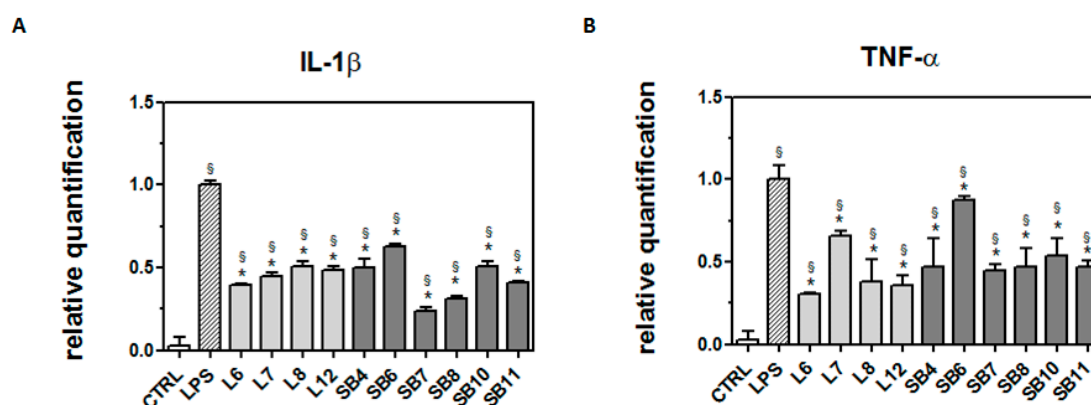 A
IL-1β
relative quantification
1.5
1.0
0.5
0.0
§
§
*
§
*
§
*
§
*
§
*
§
*
§
*
§
*
§
*
§
*
CTRL
LPS
L6
L7
L8
L12
SB4
SB6
SB7
SB8
SB10
SB11
B
TNF-α
relative quantification
1.5
1.0
0.5
0.0
§
§
*
§
*
§
*
§
*
§
*
§
*
§
*
§
*
§
*
§
*
CTRL
LPS
L6
L7
L8
L12
SB4
SB6
SB7
SB8
SB10
SB11